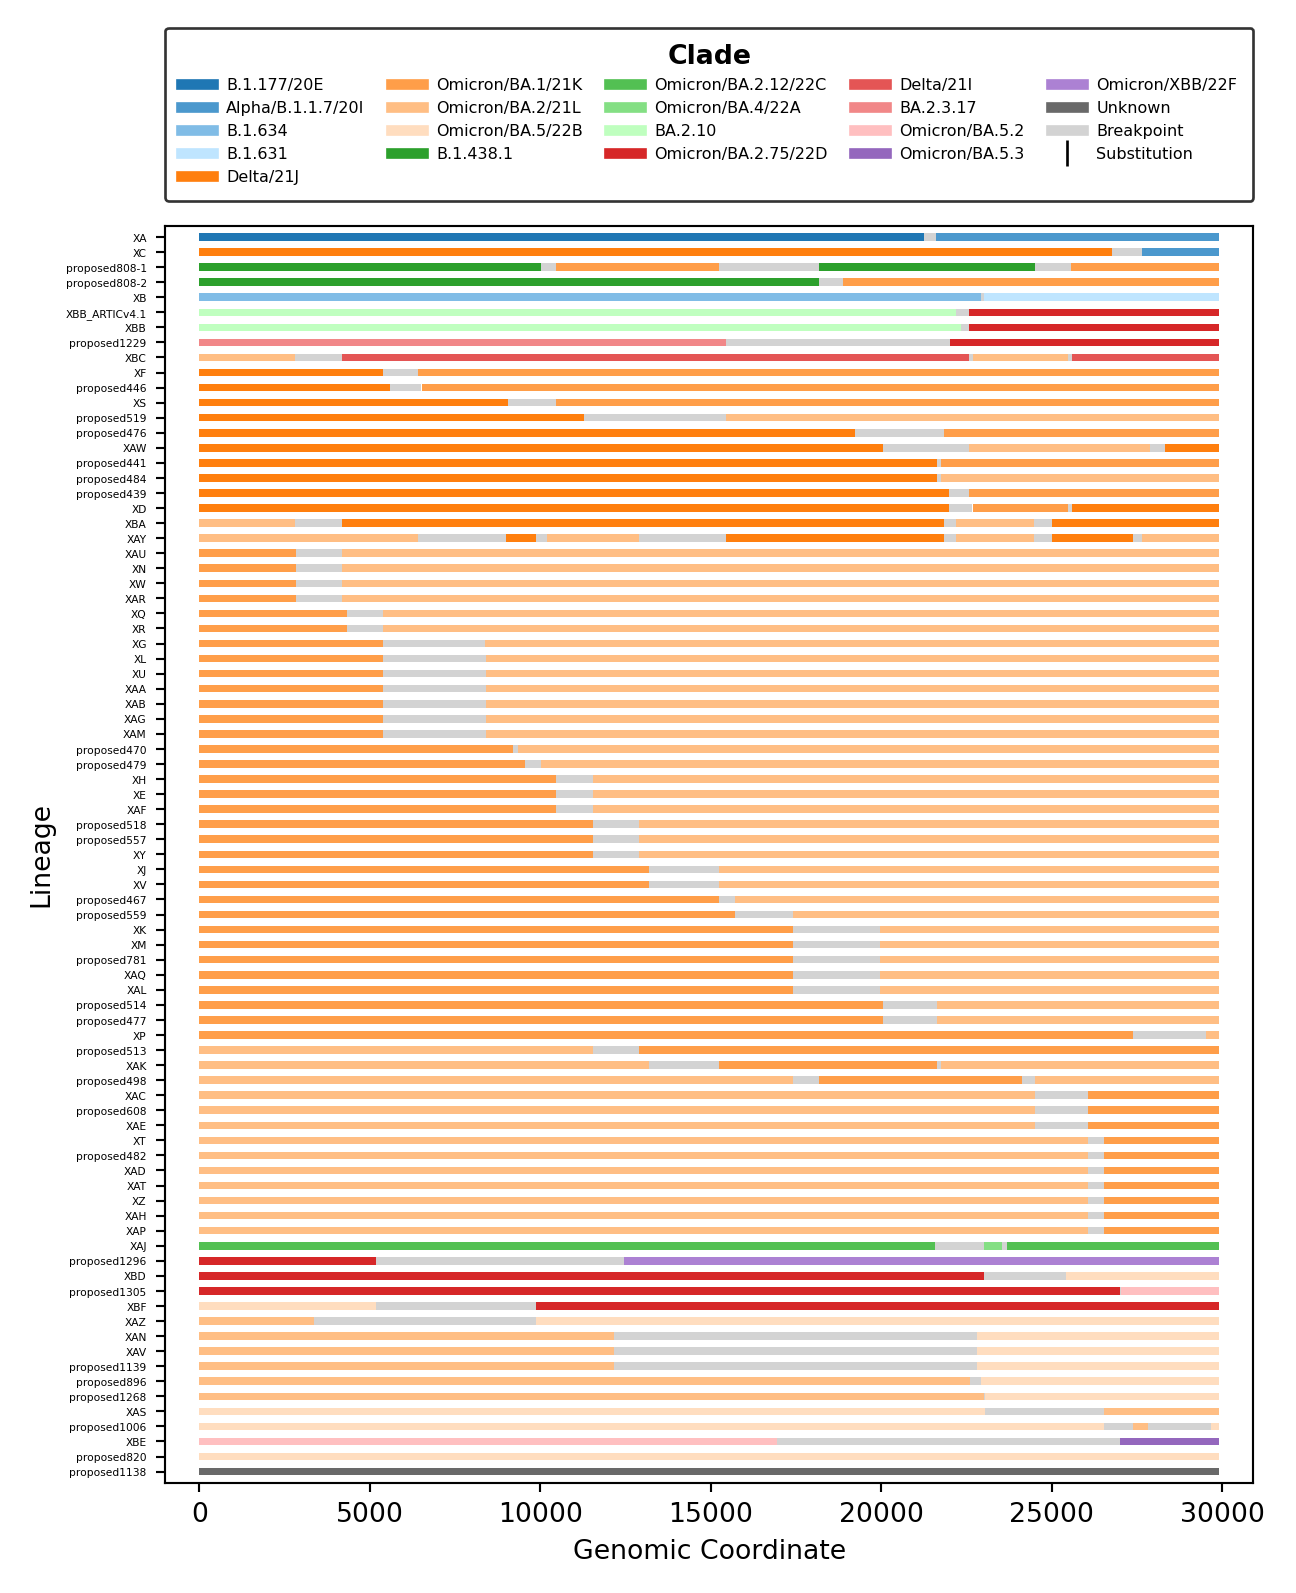 Clade
B.1.177/20E Omicron/BA.1/21K Omicron/BA.2.12/22C Delta/21I Omicron/XBB/22F
Alpha/B.1.1.7/20I Omicron/BA.2/21L Omicron/BA.4/22A BA.2.3.17 Unknown
B.1.634 Omicron/BA.5/22B BA.2.10 Omicron/BA.5.2 Breakpoint
B.1.631 B.1.438.1 Omicron/BA.2.75/22D Omicron/BA.5.3 Substitution
Delta/21J
XA
XC
proposed808-1
proposed808-2
XB
XBB_ARTICv4.1
XBB
proposed1229
XBC
XF
proposed446
XS
proposed519
proposed476
XAW
proposed441
proposed484
proposed439
XD
XBA
XAY
XAU
XN
XW
XAR
XQ
XR
XG
XL
XU
XAA
XAB
XAG
XAM
proposed470
proposed479
XH
XE
XAF
proposed518
proposed557
XY
XJ
XV
proposed467
proposed559
XK
XM
proposed781
XAQ
XAL
proposed514
proposed477
XP
proposed513
XAK
proposed498
XAC
proposed608
XAE
XT
proposed482
XAD
XAT
XZ
XAH
XAP
XAJ
proposed1296
XBD
proposed1305
XBF
XAZ
XAN
XAV
proposed1139
proposed896
proposed1268
XAS
proposed1006
XBE
proposed820
proposed1138
Lineage
0 5000 10000 15000 20000 25000 30000
Genomic Coordinate